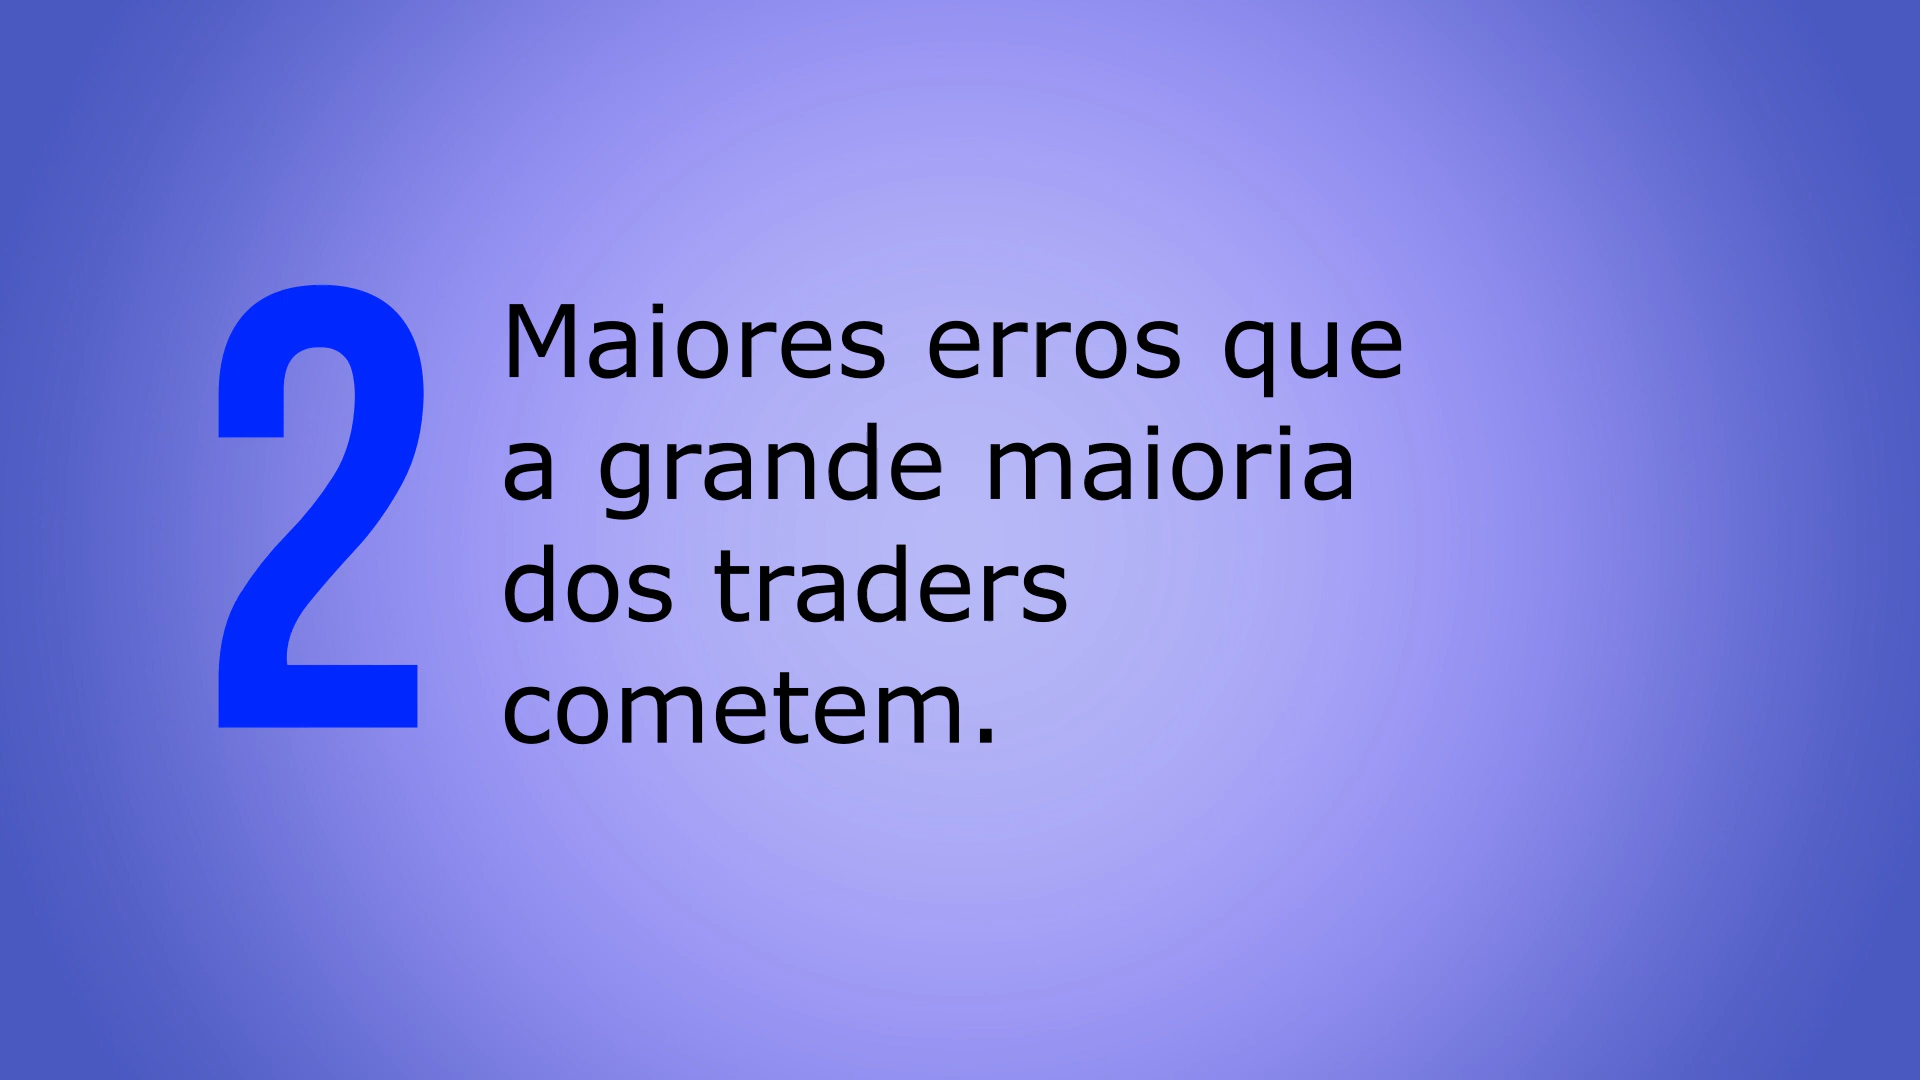 2
Maiores erros que
a grande maioria
dos traders
cometem.